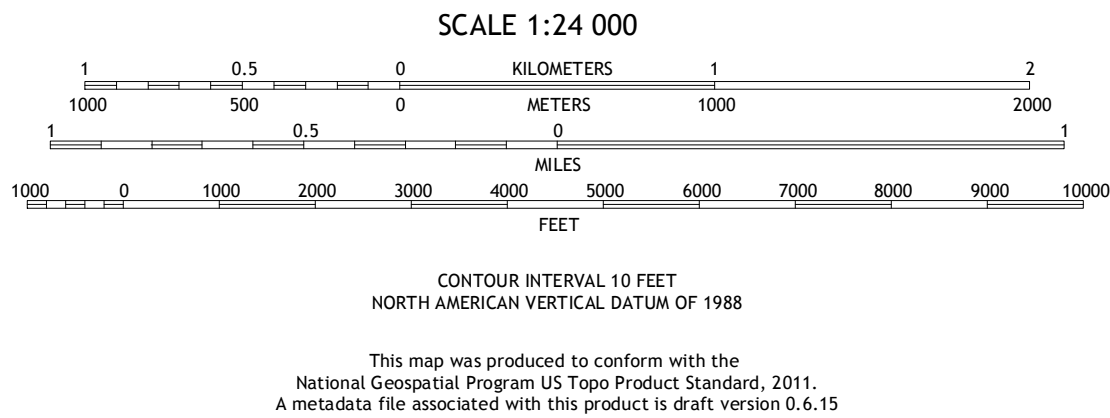 SCALE 1:24 000
1 0.5 0 KILOMETERS 1 2
1000 500 0 METERS 1000 2000
1 0.5 0 1
MILES
1000 0 1000 2000 3000 4000 5000 6000 7000 8000 9000 10000
FEET
CONTOUR INTERVAL 10 FEET
NORTH AMERICAN VERTICAL DATUM OF 1988
This map was produced to conform with the
National Geospatial Program US Topo Product Standard, 2011.
A metadata file associated with this product is draft version 0.6.15